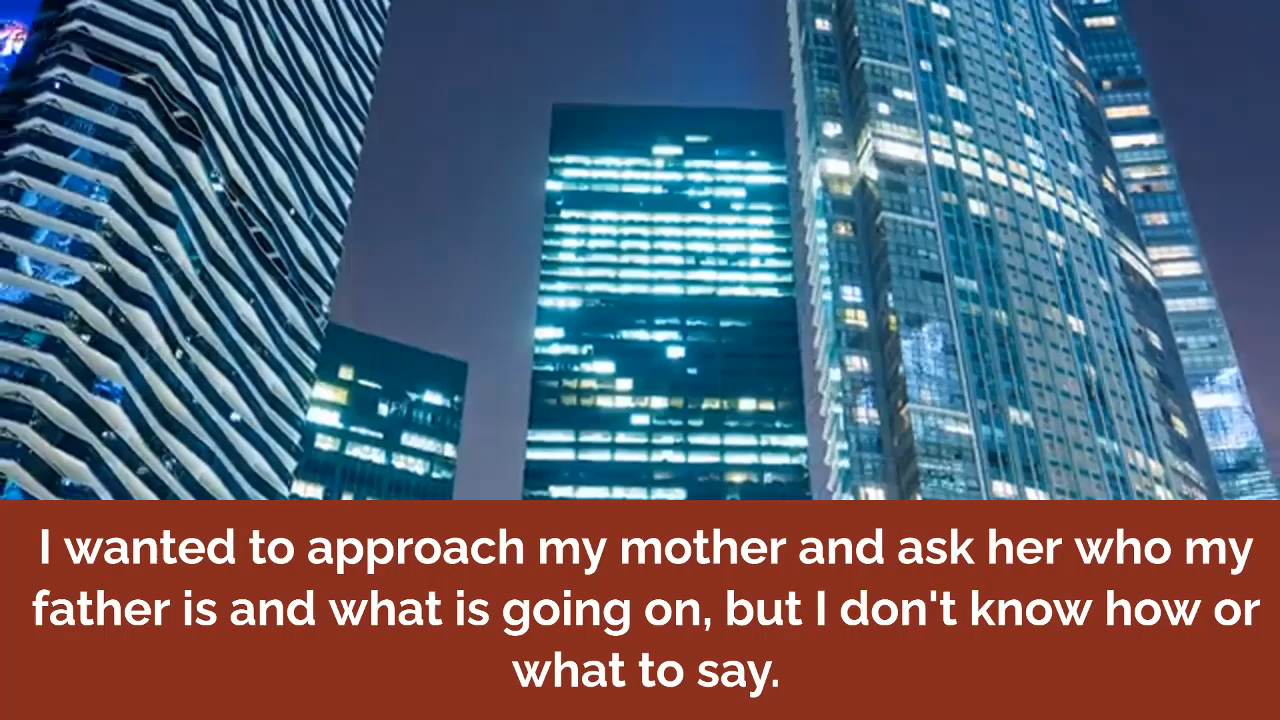 I wanted to approach my mother and ask her who my
father is and what is going on, but I don't know how or
what to say.